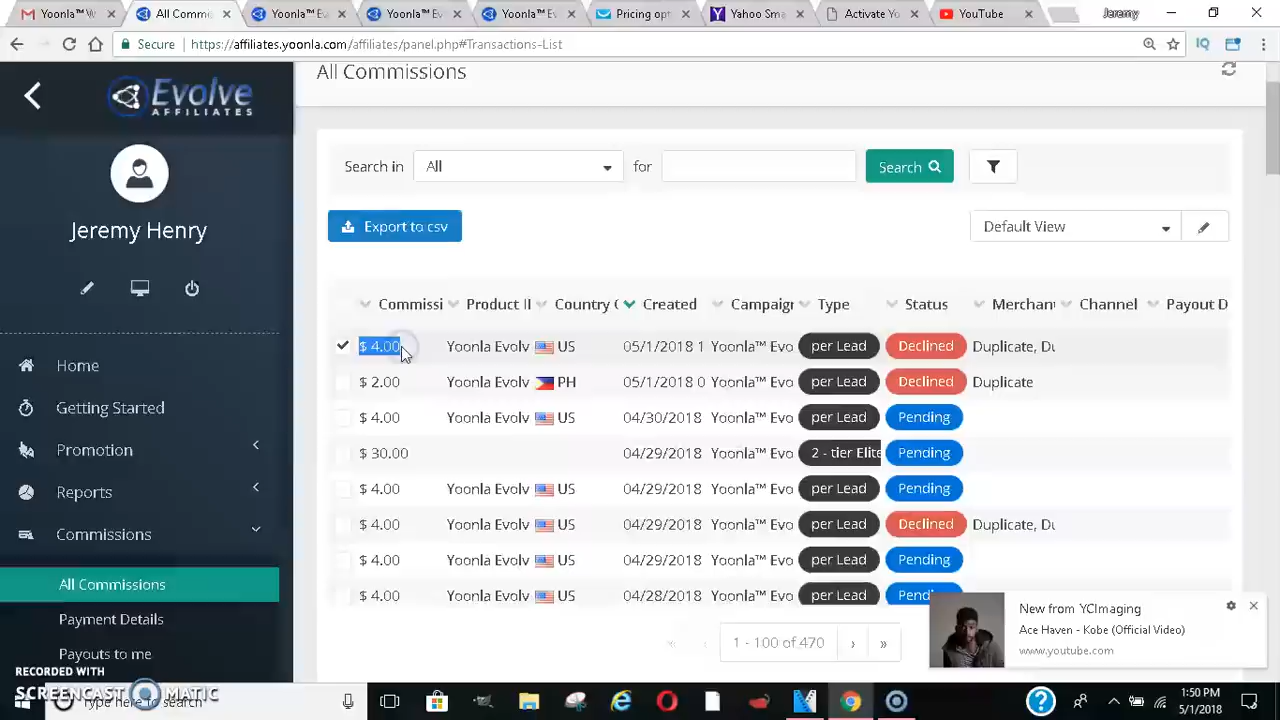 M YoonLa™ W
All Commis
Yoonla™ Ev
Yoonla™ Ev
Yoonla™ Ev
Pricing opt
Yahoo Sma
Activate Yo
YouTube
Jeremy
Secure
https://affiliates.yoonla.com/affiliates/panel.php#Transactions-List
Evolve
AFFILIATES
Jeremy Henry
Home
Getting Started
Promotion
Reports
Commissions
All Commissions
Payment Details
Payouts to me
All Commissions
Search in All for Search
Export to csv
Default View
Commissi Product I Country Created Campaig Type Status Merchan Channel Payout D
$ 4.00 Yoonla Evolv US 05/1/2018 1 Yoonla™ Evo per Lead Declined Duplicate, Du
$ 2.00 Yoonla Evolv PH 05/1/2018 0 Yoonla™ Evo per Lead Declined Duplicate
$ 4.00 Yoonla Evolv US 04/30/2018 Yoonla™ Evo per Lead Pending
$ 30.00 04/29/2018 Yoonla™ Evo 2 - tier Elite Pending
$ 4.00 Yoonla Evolv US 04/29/2018 Yoonla™ Evo per Lead Pending
$ 4.00 Yoonla Evolv US 04/29/2018 Yoonla™ Evo per Lead Declined Duplicate, Du
$ 4.00 Yoonla Evolv US 04/29/2018 Yoonla™ Evo per Lead Pending
$ 4.00 Yoonla Evolv US 04/28/2018 Yoonla™ Evo per Lead Pend
1 - 100 of 470
New from YCImaging
Ace Haven - Kobe (Official Video)
www.youtube.com
RECORDED WITH
SCREENCAST MATIC
Type here to search
1:50 PM
5/1/2018